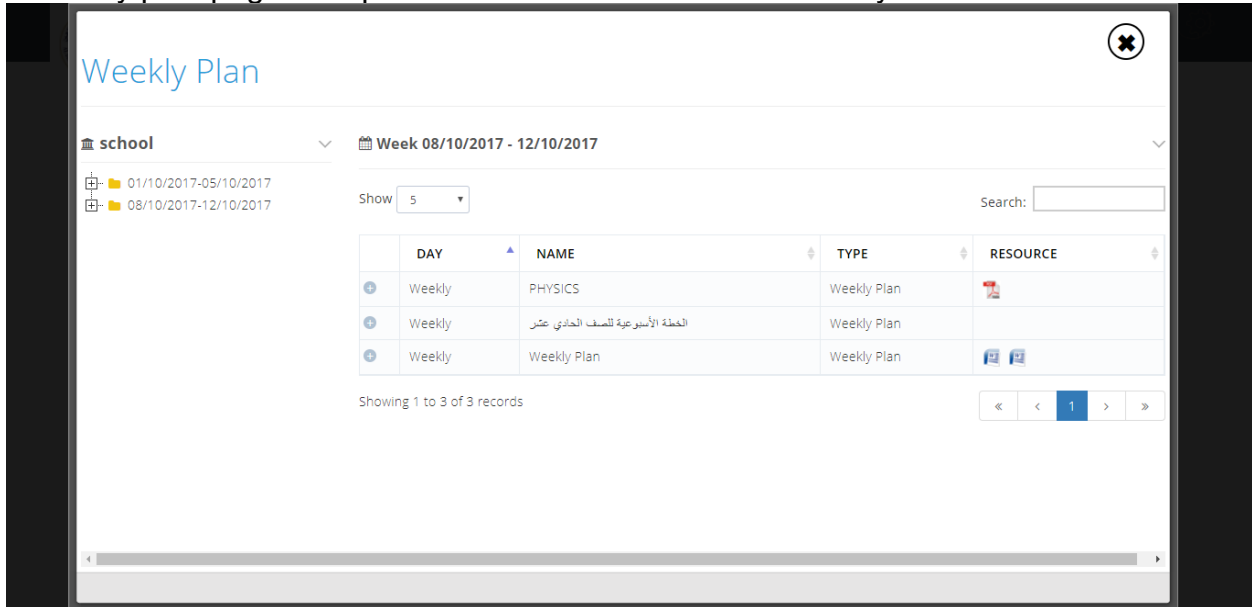 Weekly Plan
school
01/10/2017-05/10/2017
08/10/2017-12/10/2017
Week 08/10/2017 - 12/10/2017
Show 5 Search:
DAY NAME TYPE RESOURCE
Weekly PHYSICS Weekly Plan
Weekly الخطة الأسبوعية للصف الحادي عشر Weekly Plan
Weekly Weekly Plan Weekly Plan
Showing 1 to 3 of 3 records
« < 1 > »